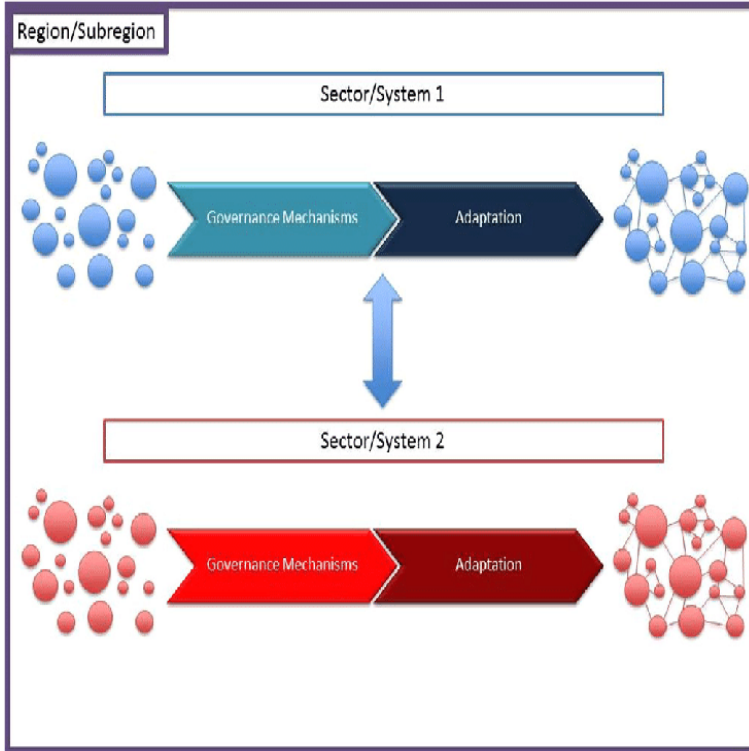 Region/Subregion
Sector/System 1
Governance Mechanisms
Adaptation
Sector/System 2
Governance Mechanisms
Adaptation